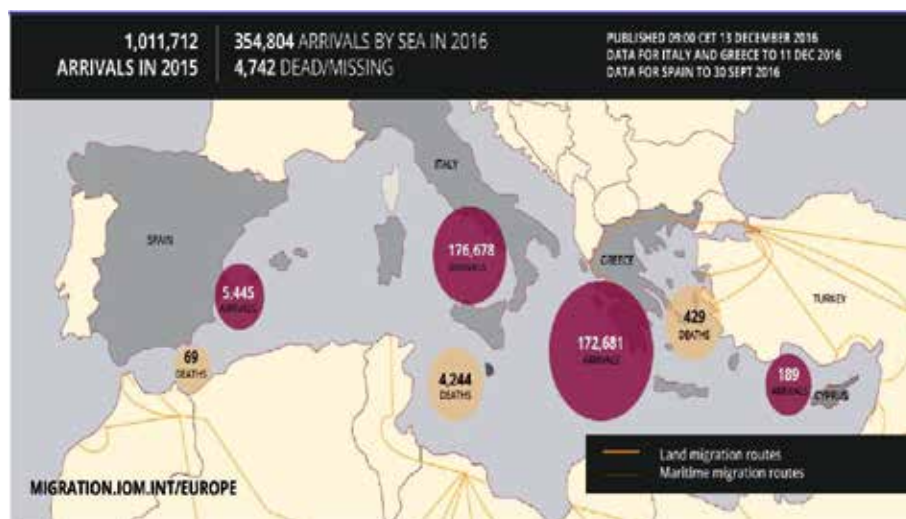 1,011,712
ARRIVALS IN 2015
354,804 ARRIVALS BY SEA IN 2016
4,742 DEAD/MISSING
PUBLISHED 09:00 CET 13 DECEMBER 2016
DATA FOR ITALY AND GREECE TO 11 DEC 2016
DATA FOR SPAIN TO 30 SEPT 2016
ITALY
SPAIN
176,678
ARRIVALS
GREECE
5,445
ARRIVALS
TURKEY
429
DEATHS
172,681
ARRIVALS
69
DEATHS
4,244
DEATHS
189
ARRIVALS
CYPRUS
Land migration routes
Maritime migration routes
MIGRATION.IOM.INT/EUROPE